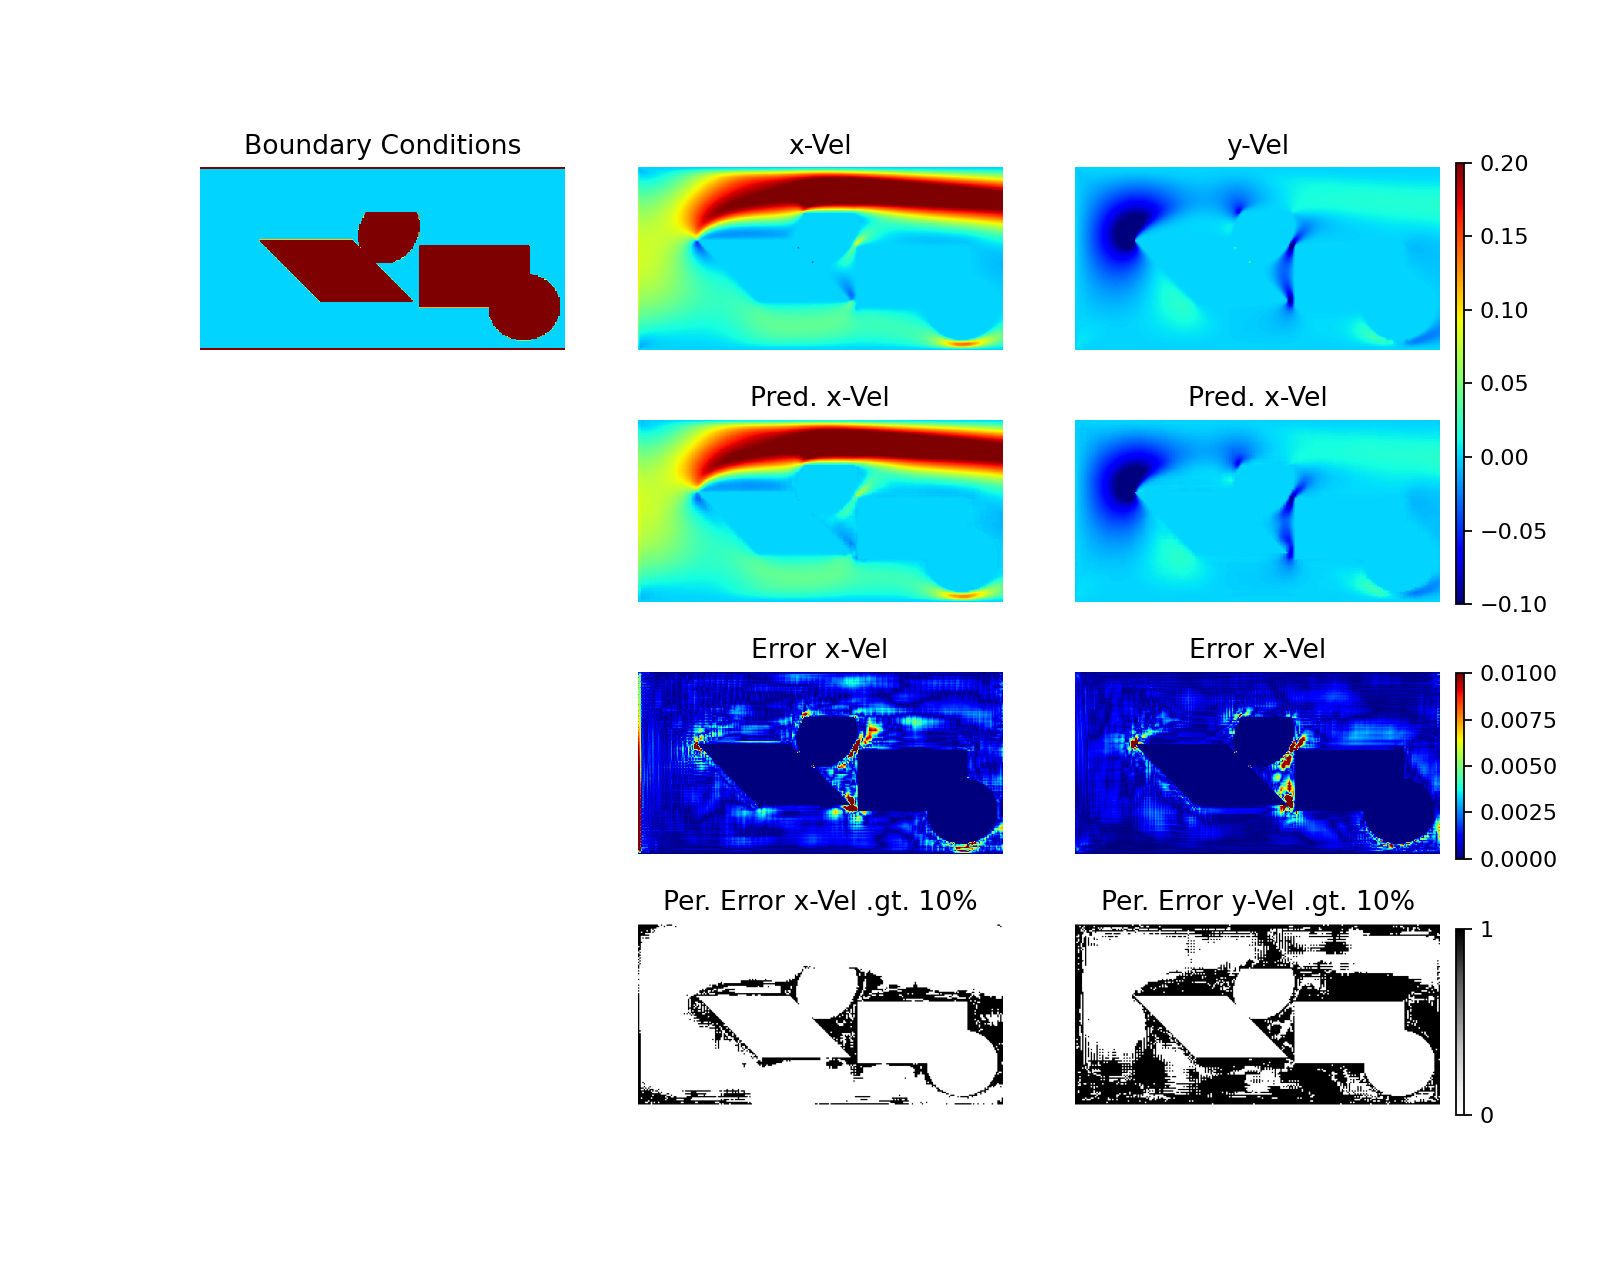 Boundary Conditions
x-Vel
y-Vel
0.20
0.15
0.10
0.05
0.00
−0.05
−0.10
Pred. x-Vel
Pred. x-Vel
Error x-Vel
Error x-Vel
0.0100
0.0075
0.0050
0.0025
0.0000
Per. Error x-Vel .gt. 10%
Per. Error y-Vel .gt. 10%
1
0